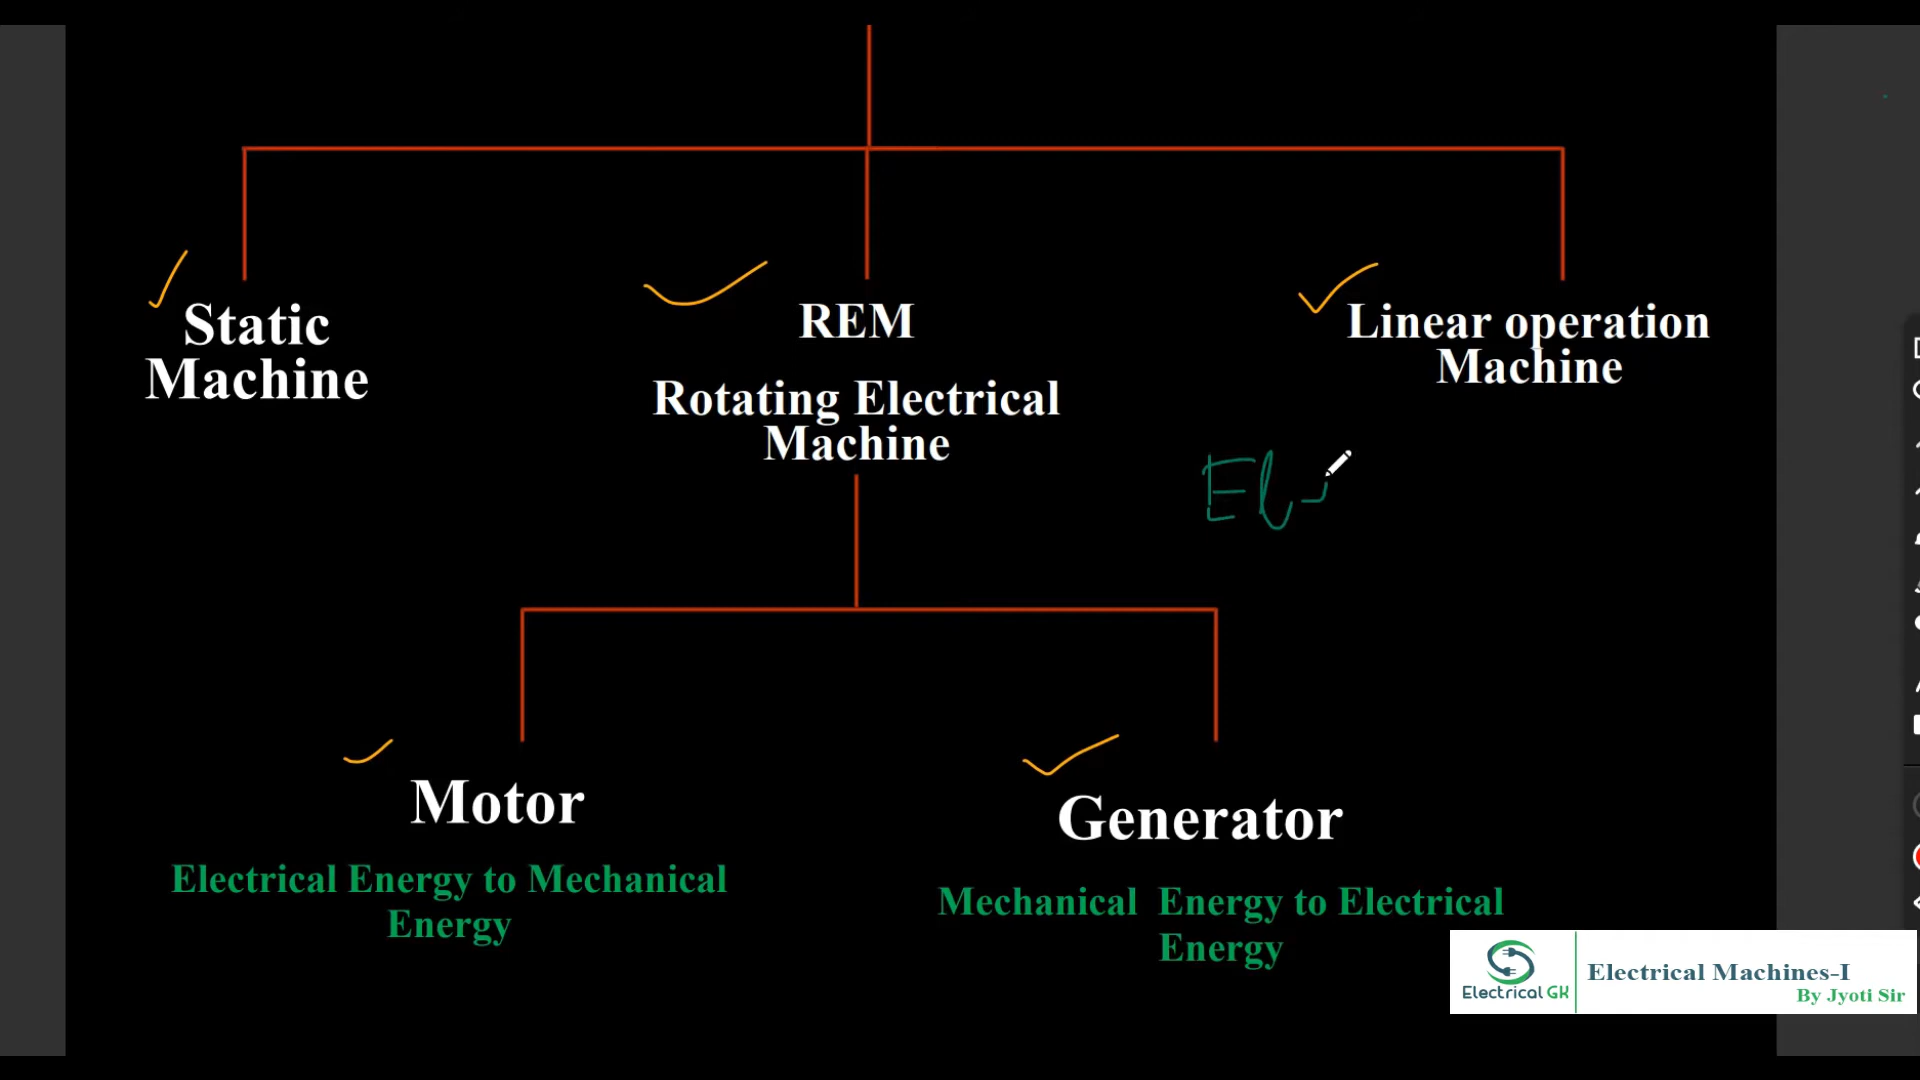 Static
Machine
REM
Rotating Electrical
Machine
Linear operation
Machine
El
Motor
Electrical Energy to Mechanical
Energy
Generator
Mechanical Energy to Electrical
Energy
Electrical GK
Electrical Machines-I
By Jyoti Sir